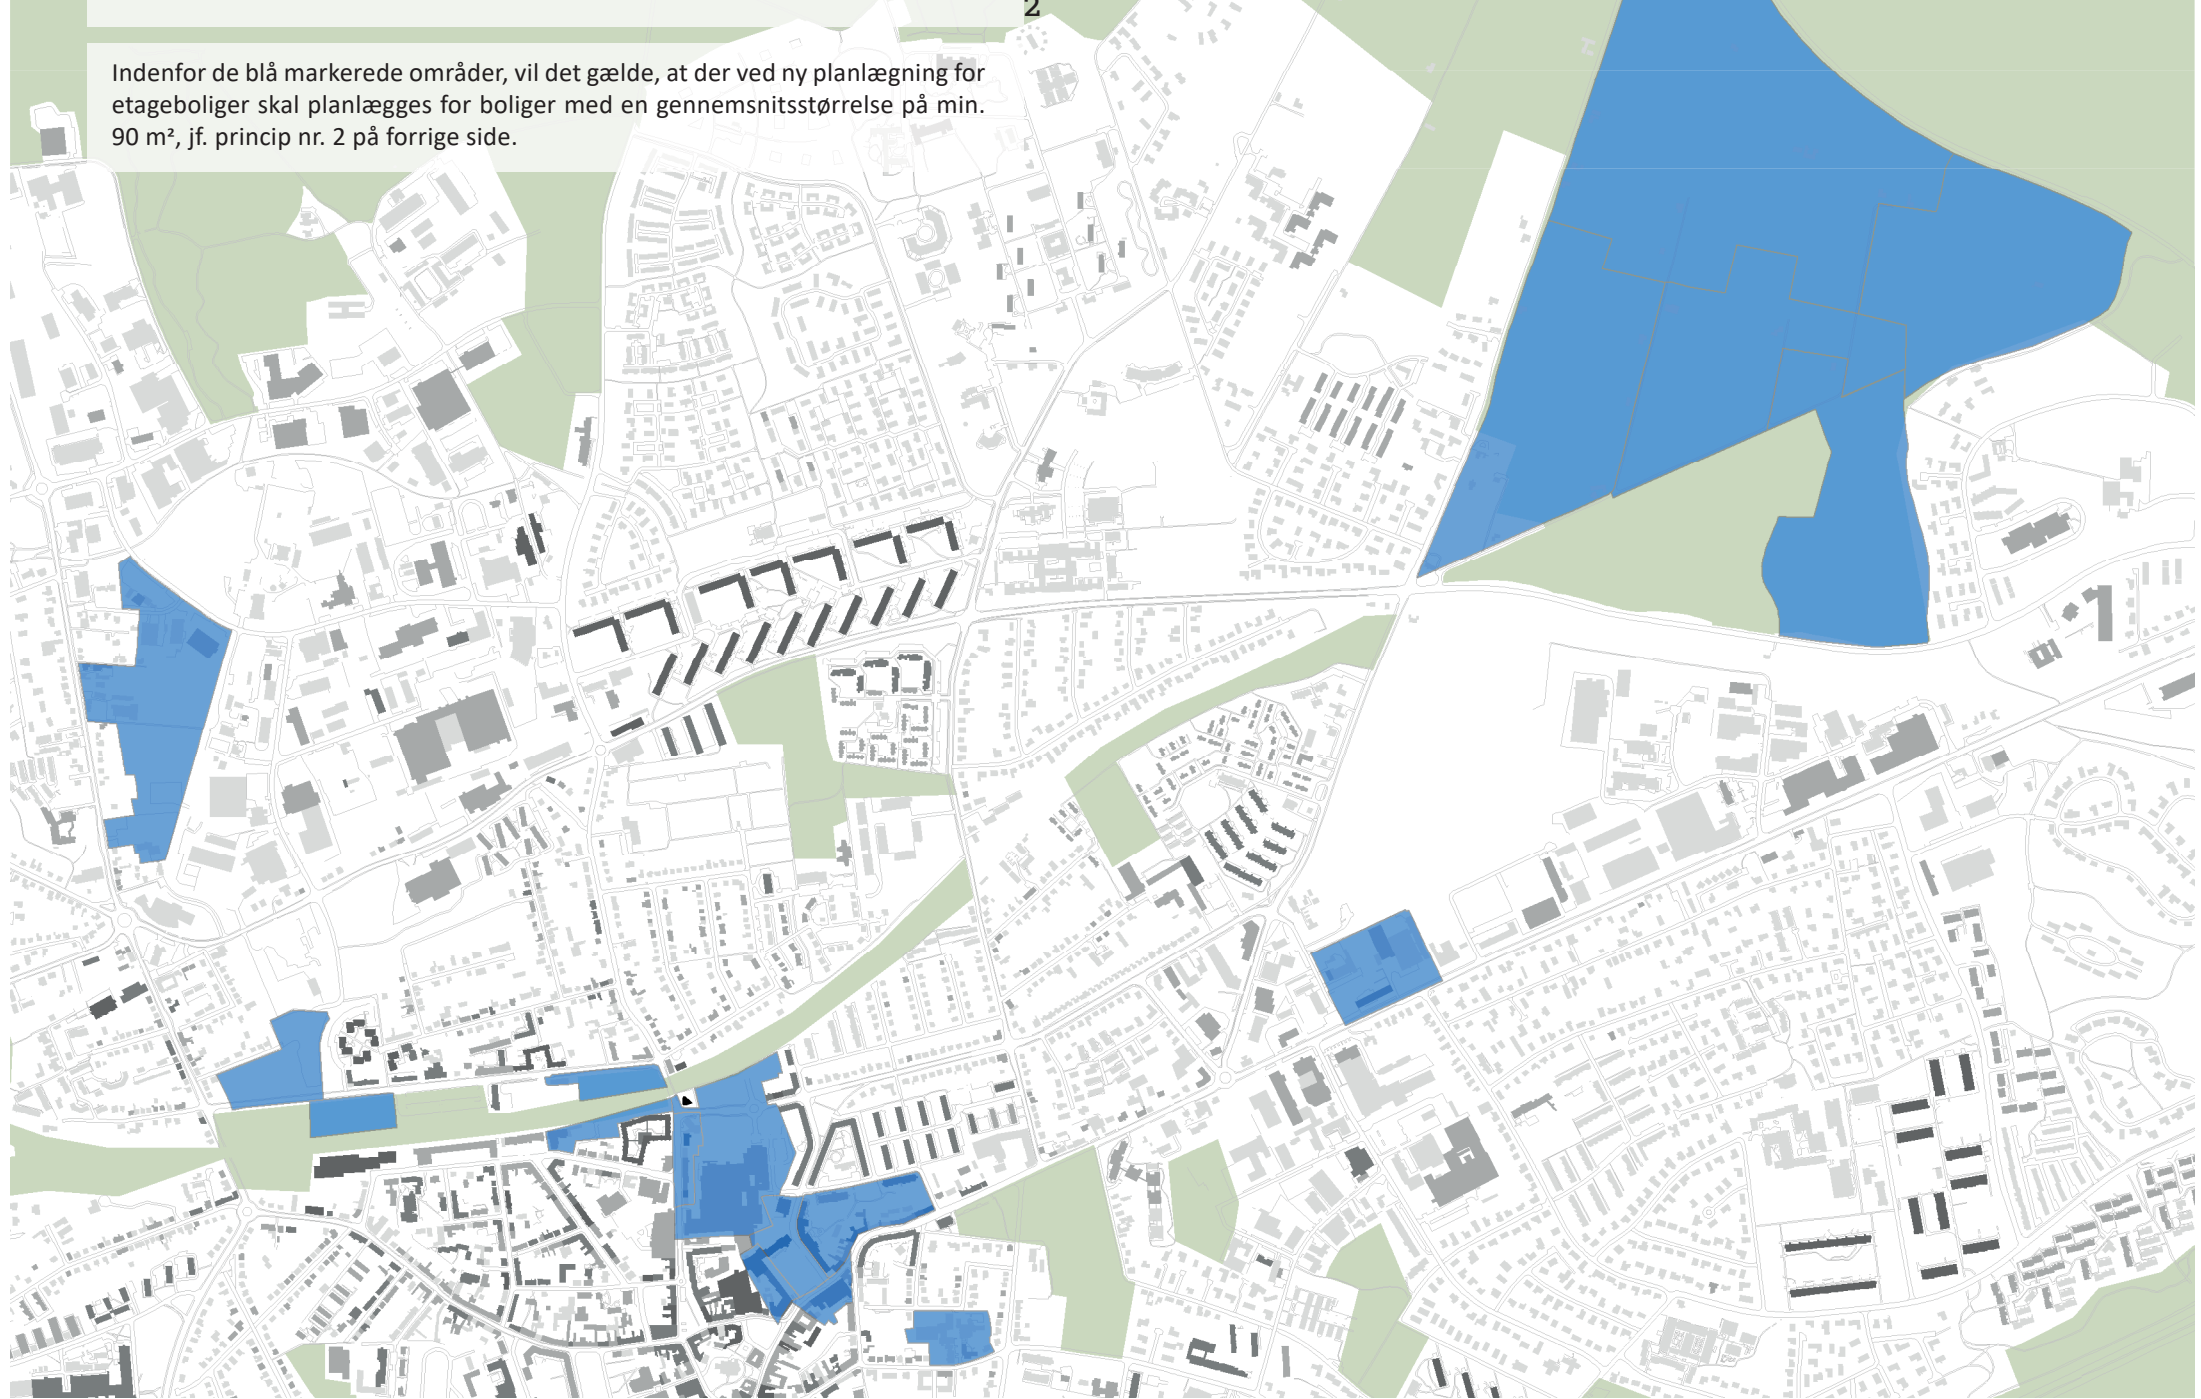 2
Indenfor de blå markerede områder, vil det gælde, at der ved ny planlægning for
etageboliger skal planlægges for boliger med en gennemsnitsstørrelse på min.
90 m², jf. princip nr. 2 på forrige side.